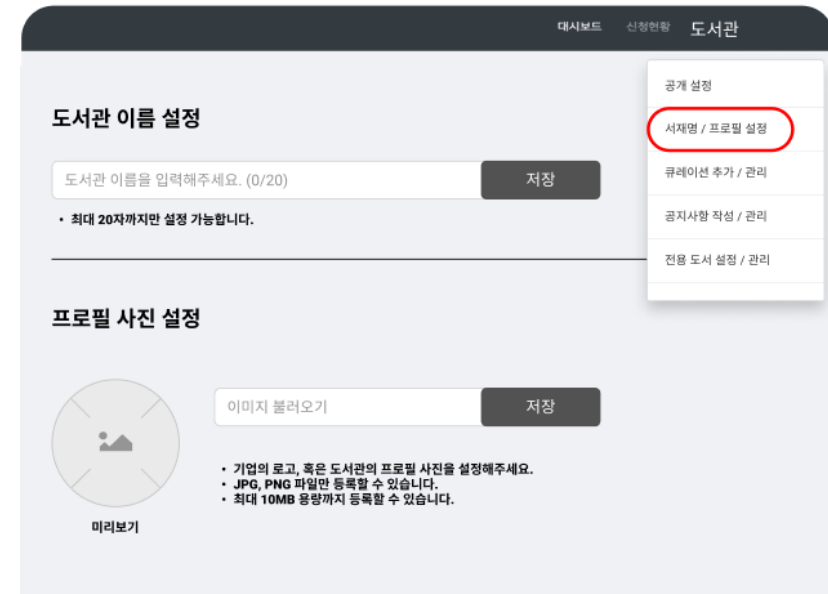 대시보드 신청현황 도서관
공개 설정
서재명 / 프로필 설정
큐레이션 추가 / 관리
공지사항 작성 / 관리
전용 도서 설정 / 관리
도서관 이름 설정
도서관 이름을 입력해주세요. (0/20) 저장
• 최대 20자까지만 설정 가능합니다.
프로필 사진 설정
이미지 불러오기 저장
• 기업의 로고, 혹은 도서관의 프로필 사진을 설정해주세요.
• JPG, PNG 파일만 등록할 수 있습니다.
• 최대 10MB 용량까지 등록할 수 있습니다.
미리보기